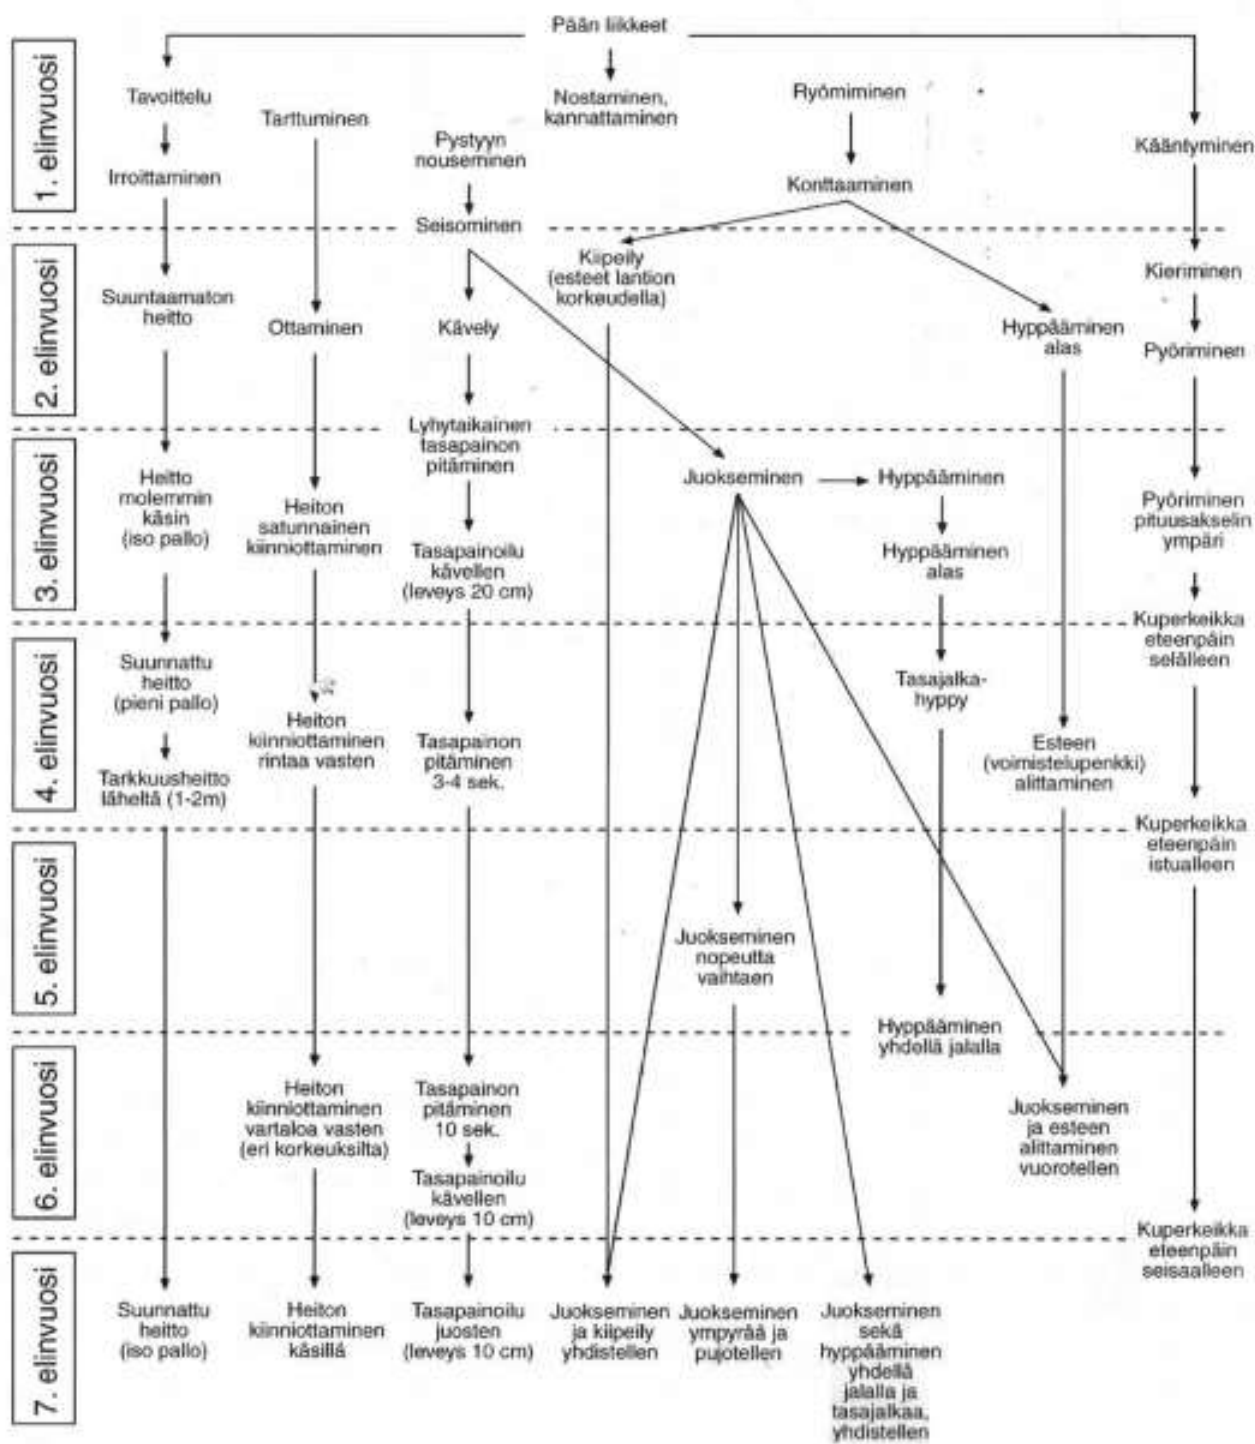 Pään liikkeet
1. elinvuosi
Tavoittelu
Irroittaminen
Tarttuminen
Pystyyn
nouseminen
Seisominen
Nostaminen,
kannattaminen
Ryömiminen
Konttaaminen
Kääntyminen
2. elinvuosi
Suuntaamaton
heitto
Ottaminen
Kävely
Kiipeily
(esteet lantion
korkeudella)
Hyppääminen
alas
Kieriminen
Pyöriminen
3. elinvuosi
Heitto
molemmin
käsin
(iso pallo)
Heiton
satunnainen
kiinniottaminen
Lyhytaikainen
tasapainon
pitäminen
Tasapainoilu
kävellen
(leveys 20 cm)
Juokseminen
Hyppääminen
Hyppääminen
alas
Pyöriminen
pituusakselin
ympäri
Kuperkeikka
eteenpäin
selälleen
4. elinvuosi
Suunnattu
heitto
(pieni pallo)
Tarkkuusheitto
läheltä (1-2m)
Heiton
kiinniottaminen
rintaa vasten
Tasapainon
pitäminen
3-4 sek.
Tasajalka-
hyppy
Esteen
(voimistelupenkki)
alittaminen
Kuperkeikka
eteenpäin
istualleen
5. elinvuosi
Juokseminen
nopeutta
vaihtaen
Hyppääminen
yhdellä jalalla
6. elinvuosi
Heiton
kiinniottaminen
vartaloa vasten
(eri korkeuksilta)
Tasapainon
pitäminen
10 sek.
Tasapainoilu
kävellen
(leveys 10 cm)
Juokseminen
ja esteen
alittaminen
vuorotellen
Kuperkeikka
eteenpäin
seisaalleen
7. elinvuosi
Suunnattu
heitto
(iso pallo)
Heiton
kiinniottaminen
käsillä
Tasapainoilu
juosten
(leveys 10 cm)
Juokseminen
ja kiipeily
yhdistellen
Juokseminen
ympyrää ja
pujotellen
Juokseminen
sekä
hyppääminen
yhdellä
jalalla ja
tasajalkaa,
yhdistellen